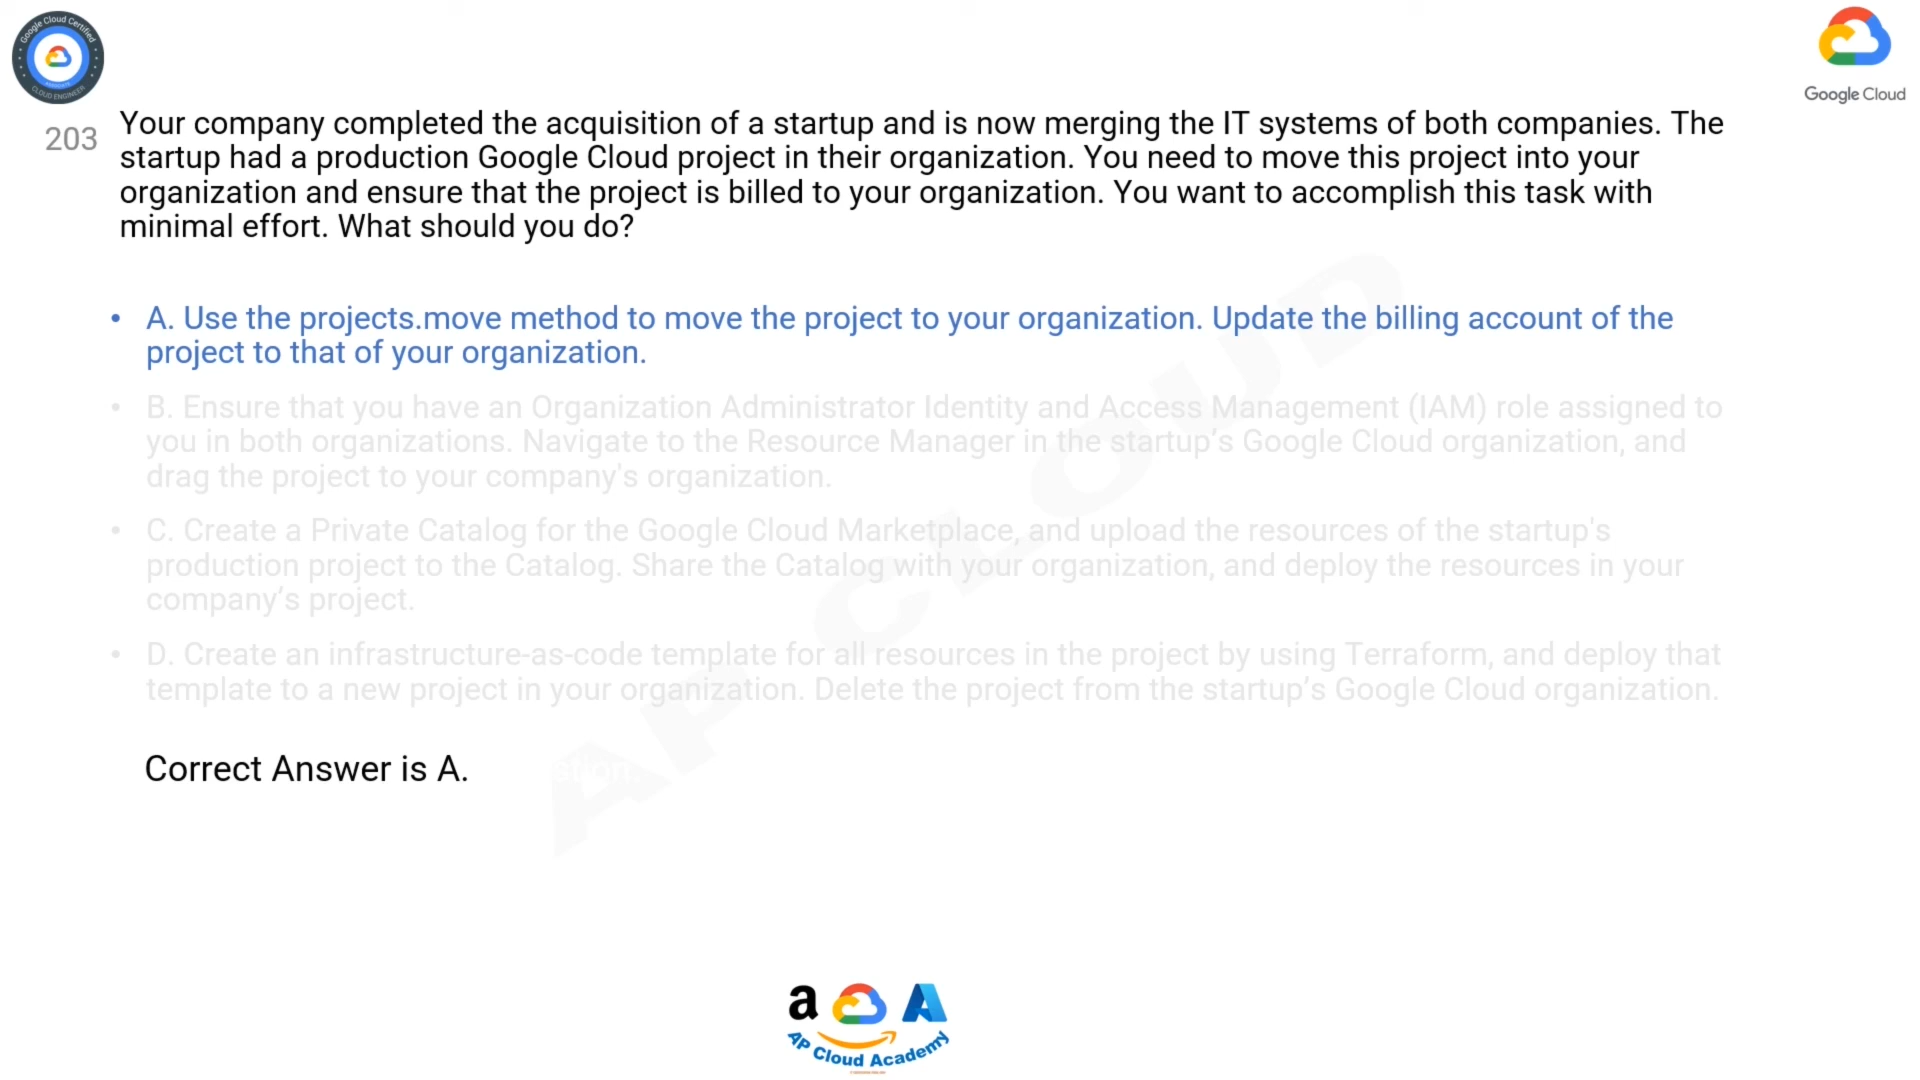 Google Cloud Certified
ASSOCIATE
CLOUD ENGINEER
Google Cloud
203
Your company completed the acquisition of a startup and is now merging the IT systems of both companies. The
startup had a production Google Cloud project in their organization. You need to move this project into your
organization and ensure that the project is billed to your organization. You want to accomplish this task with
minimal effort. What should you do?
• A. Use the projects.move method to move the project to your organization. Update the billing account of the
project to that of your organization.
• B. Ensure that you have an Organization Administrator Identity and Access Management (IAM) role assigned to
you in both organizations. Navigate to the Resource Manager in the startup’s Google Cloud organization, and
drag the project to your company's organization.
• C. Create a Private Catalog for the Google Cloud Marketplace, and upload the resources of the startup's
production project to the Catalog. Share the Catalog with your organization, and deploy the resources in your
company’s project.
• D. Create an infrastructure-as-code template for all resources in the project by using Terraform, and deploy that
template to a new project in your organization. Delete the project from the startup’s Google Cloud organization.
AP CLOUD
Correct Answer is A.
a A
AP Cloud Academy